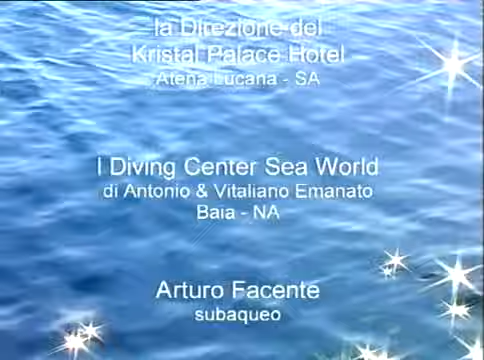 la Direzione del
Kristal Palace Hotel
Atena Lucana - SA
I Diving Center Sea World
di Antonio & Vitaliano Emanato
Baia - NA
Arturo Facente
subaqueo